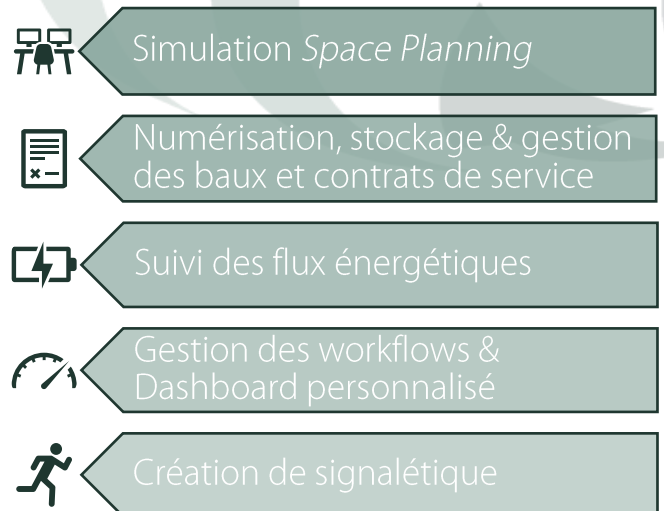 Simulation Space Planning
Numérisation, stockage & gestion
des baux et contrats de service
Suivi des flux énergétiques
Gestion des workflows &
Dashboard personnalisé
Création de signalétique